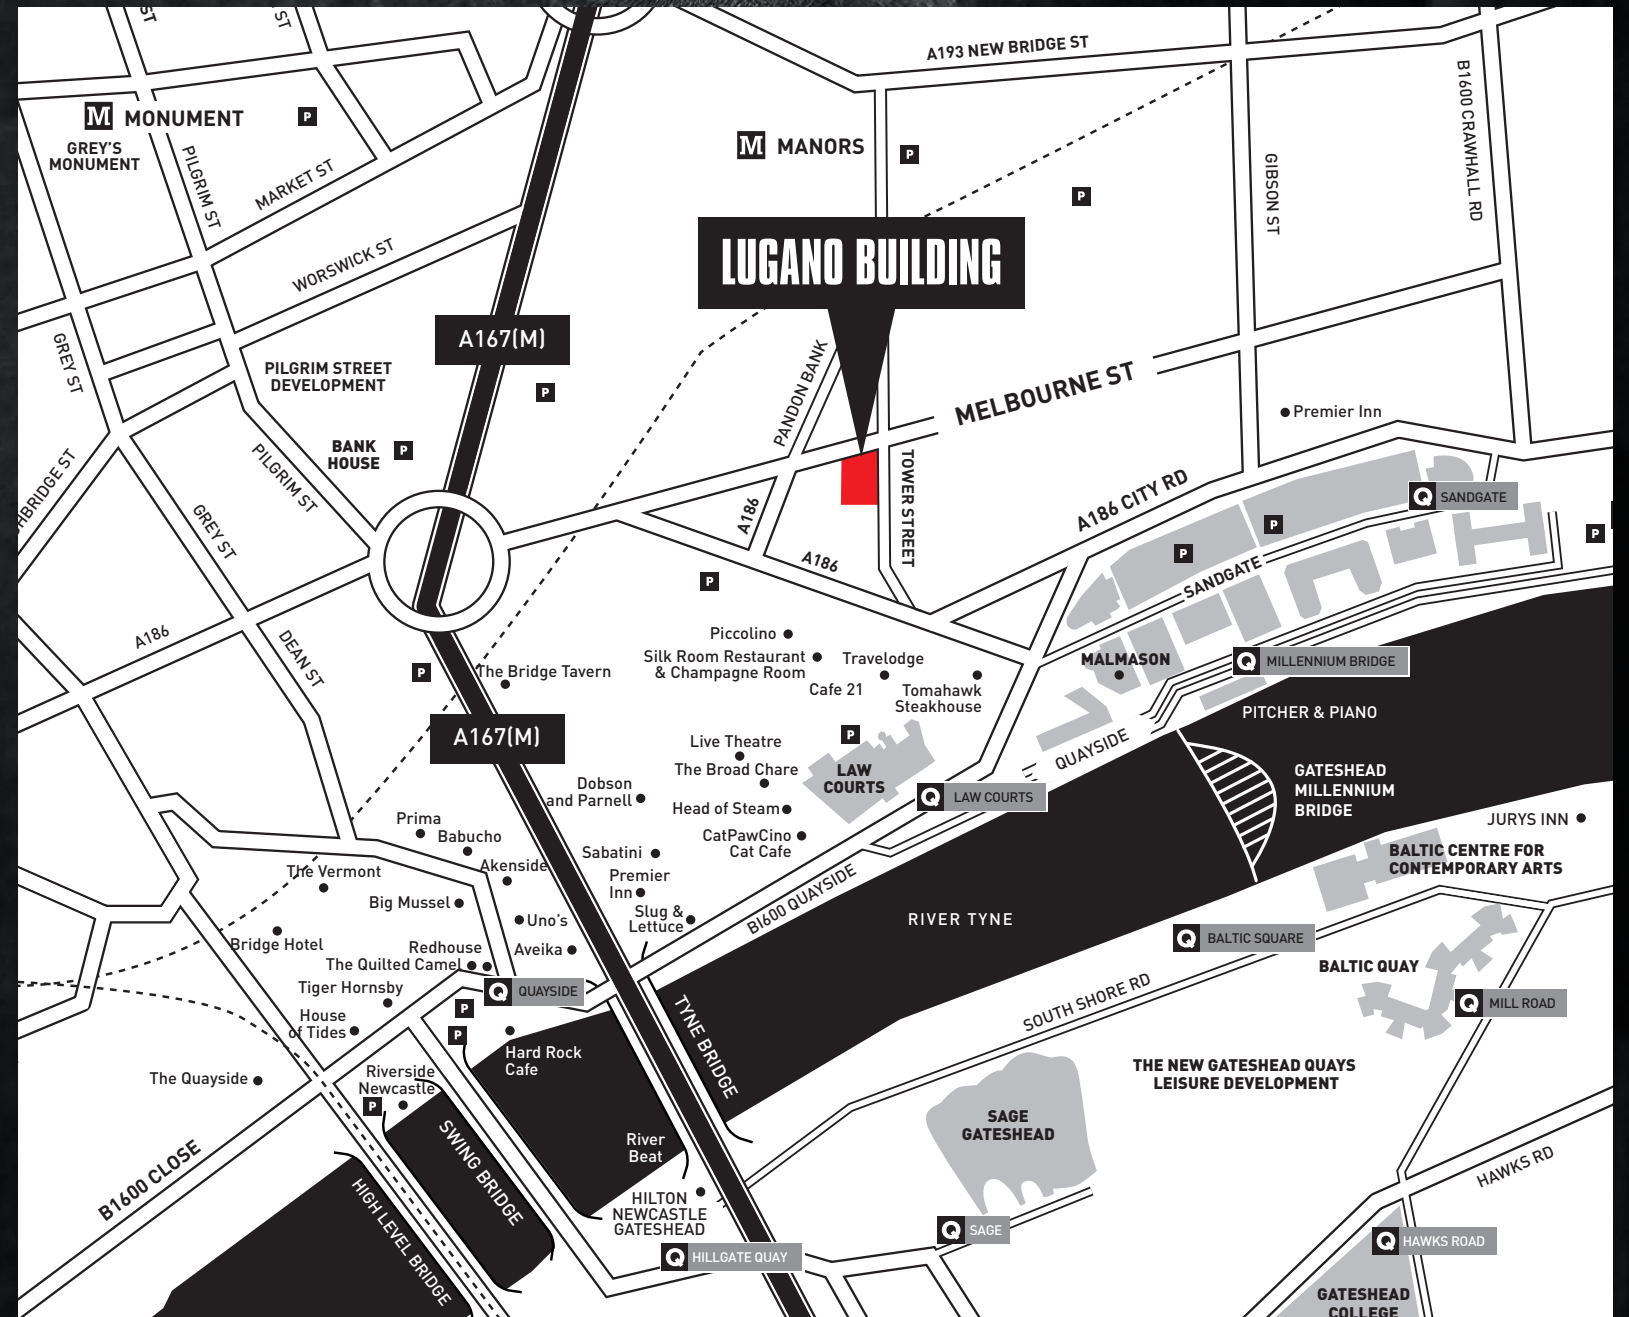 ST
ST
A193 NEW BRIDGE ST
B1600 CRAWHALL RD
M MONUMENT
P
GREY'S
MONUMENT
PILGRIM ST
MARKET ST
M MANORS
P
P
GIBSON ST
WORSWICK ST
LUGANO BUILDING
GREY ST
A167(M)
PILGRIM STREET
DEVELOPMENT
P
PANDON BANK
MELBOURNE ST
Premier Inn
BANK
HOUSE
P
PILGRIM ST
HBRIDGE ST
GREY ST
A186
TOWER STREET
A186 CITY RD
Q SANDGATE
P
P
P
SANDGATE
A186
P
A186
DEAN ST
P
The Bridge Tavern
Piccolino
Silk Room Restaurant
& Champagne Room
Travelodge
Cafe 21
Tomahawk
Steakhouse
MALMASON
Q MILLENNIUM BRIDGE
PITCHER & PIANO
QUAYSIDE
A167(M)
P
Live Theatre
The Broad Chare
LAW
COURTS
Q LAW COURTS
GATESHEAD
MILLENNIUM
BRIDGE
Dobson
and Parnell
Head of Steam
CatPawCino
Cat Cafe
JURYS INN
BALTIC CENTRE FOR
CONTEMPORARY ARTS
Prima
Babucho
Akenside
Sabatini
Premier
Inn
The Vermont
Big Mussel
Uno's
Slug &
Lettuce
B1600 QUAYSIDE
RIVER TYNE
Bridge Hotel
Redhouse
The Quilted Camel
Aveika
Q BALTIC SQUARE
BALTIC QUAY
Tiger Hornsby
Q QUAYSIDE
P
House
of Tides
P
TYNE BRIDGE
SOUTH SHORE RD
Q MILL ROAD
Hard Rock
Cafe
The Quayside
Riverside
Newcastle
P
THE NEW GATESHEAD QUAYS
LEISURE DEVELOPMENT
SAGE
GATESHEAD
SWING BRIDGE
River
Beat
B1600 CLOSE
HAWKS RD
HIGH LEVEL BRIDGE
HILTON
NEWCASTLE
GATESHEAD
Q SAGE
Q HILLGATE QUAY
Q HAWKS ROAD
GATESHEAD
COLLEGE